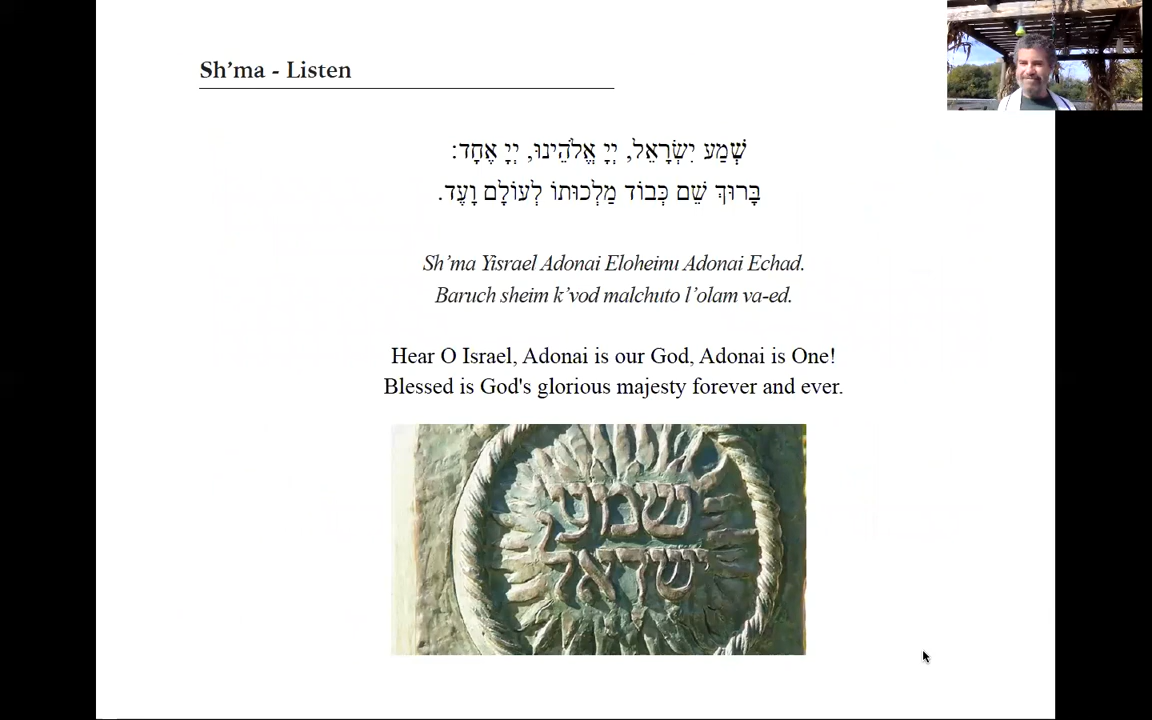 Sh’ma - Listen
שְׁמַע יִשְׂרָאֵל, יְיָ אֱלֹהֵינוּ, יְיָ אֶחָד:
בָּרוּךְ שֵׁם כְּבוֹד מַלְכוּתוֹ לְעוֹלָם וָעֶד.
Sh’ma Yisrael Adonai Eloheinu Adonai Echad.
Baruch sheim k’vod malchuto l’olam va-ed.
Hear O Israel, Adonai is our God, Adonai is One!
Blessed is God's glorious majesty forever and ever.
שמע
ישראל